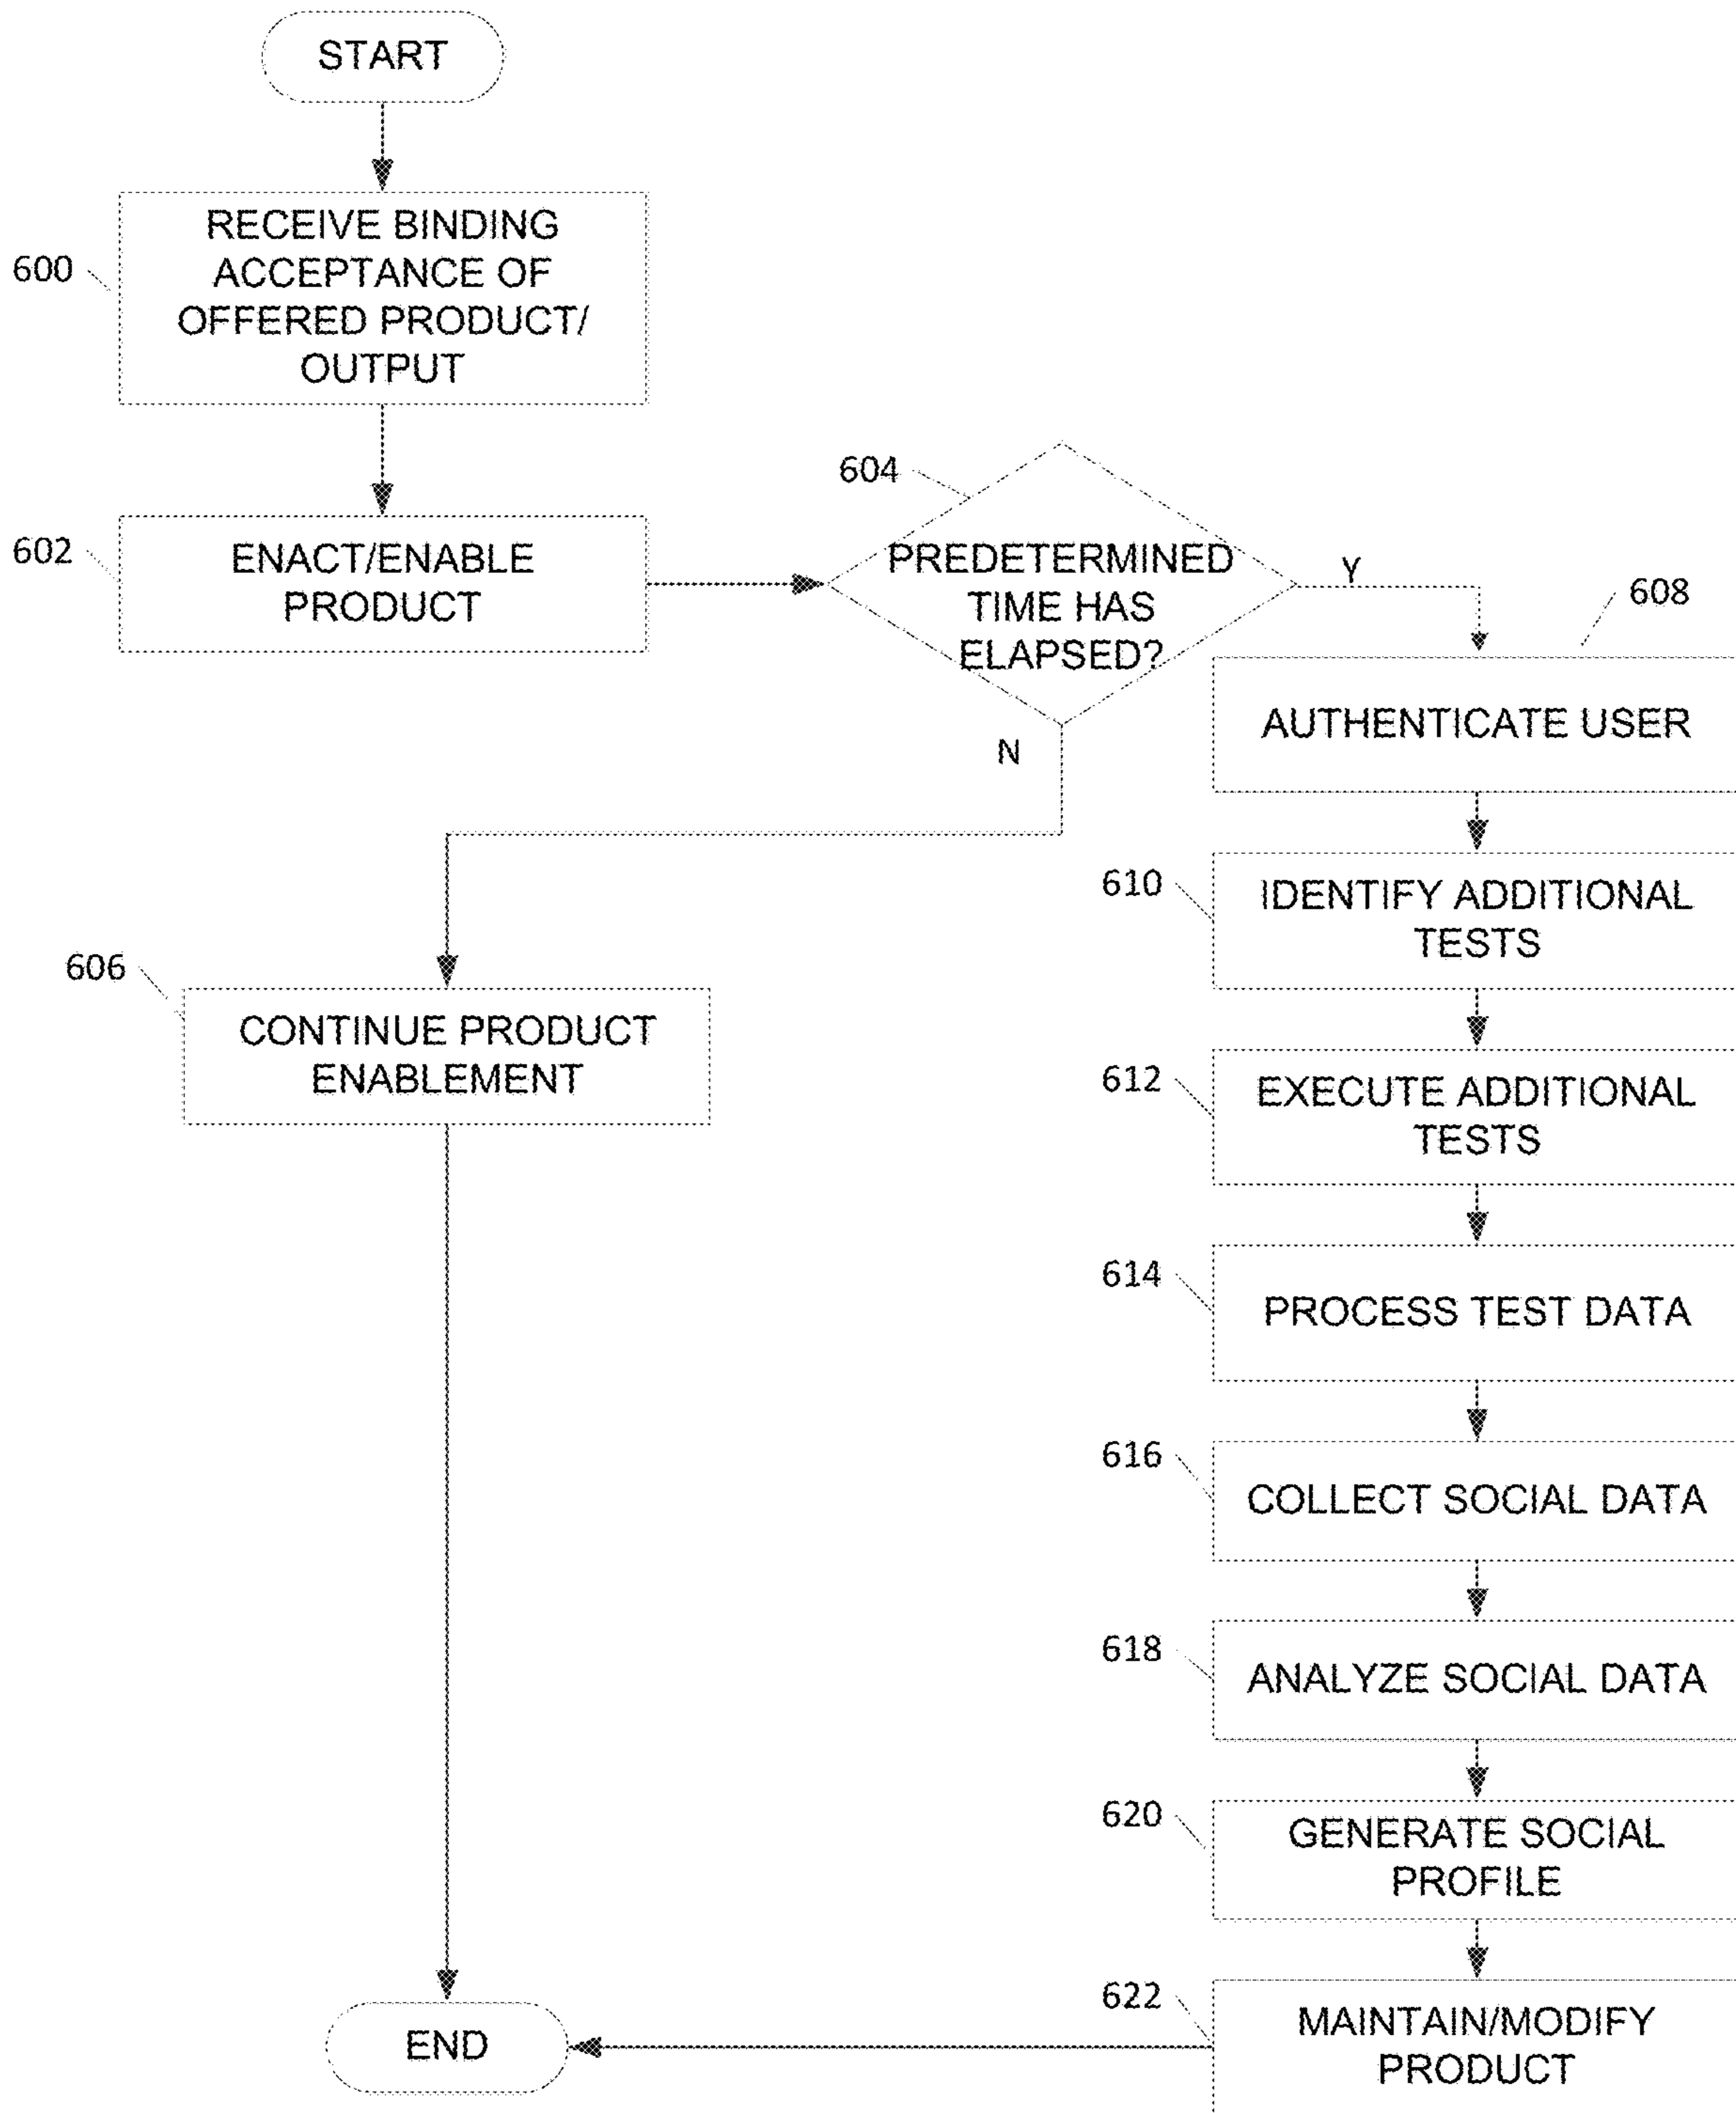 START
600
RECEIVE BINDING
ACCEPTANCE OF
OFFERED PRODUCT/
OUTPUT
602
ENACT/ENABLE
PRODUCT
604
PREDETERMINED
TIME HAS
ELAPSED?
Y
N
608
AUTHENTICATE USER
610
IDENTIFY ADDITIONAL
TESTS
606
CONTINUE PRODUCT
ENABLEMENT
612
EXECUTE ADDITIONAL
TESTS
614
PROCESS TEST DATA
616
COLLECT SOCIAL DATA
618
ANALYZE SOCIAL DATA
620
GENERATE SOCIAL
PROFILE
622
MAINTAIN/MODIFY
PRODUCT
END